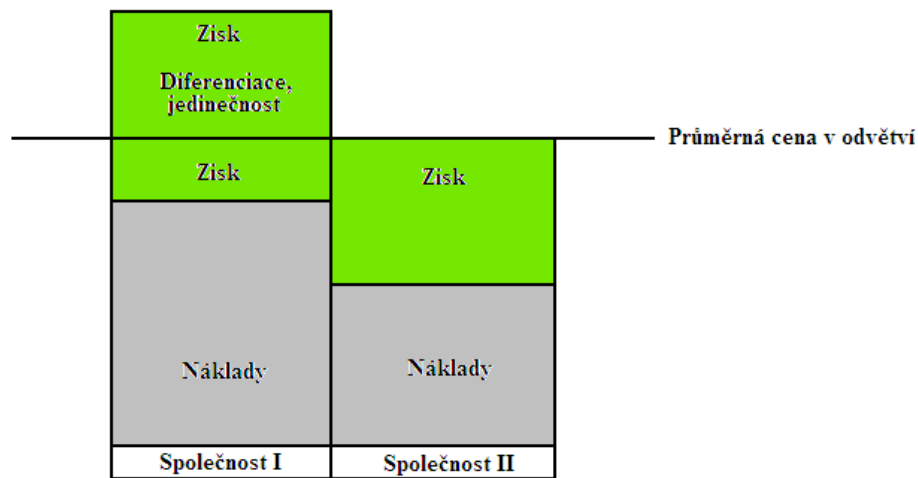 Zisk
Diferenciace,
jedinečnost
Průměrná cena v odvětví
Zisk
Zisk
Náklady
Náklady
Společnost I
Společnost II